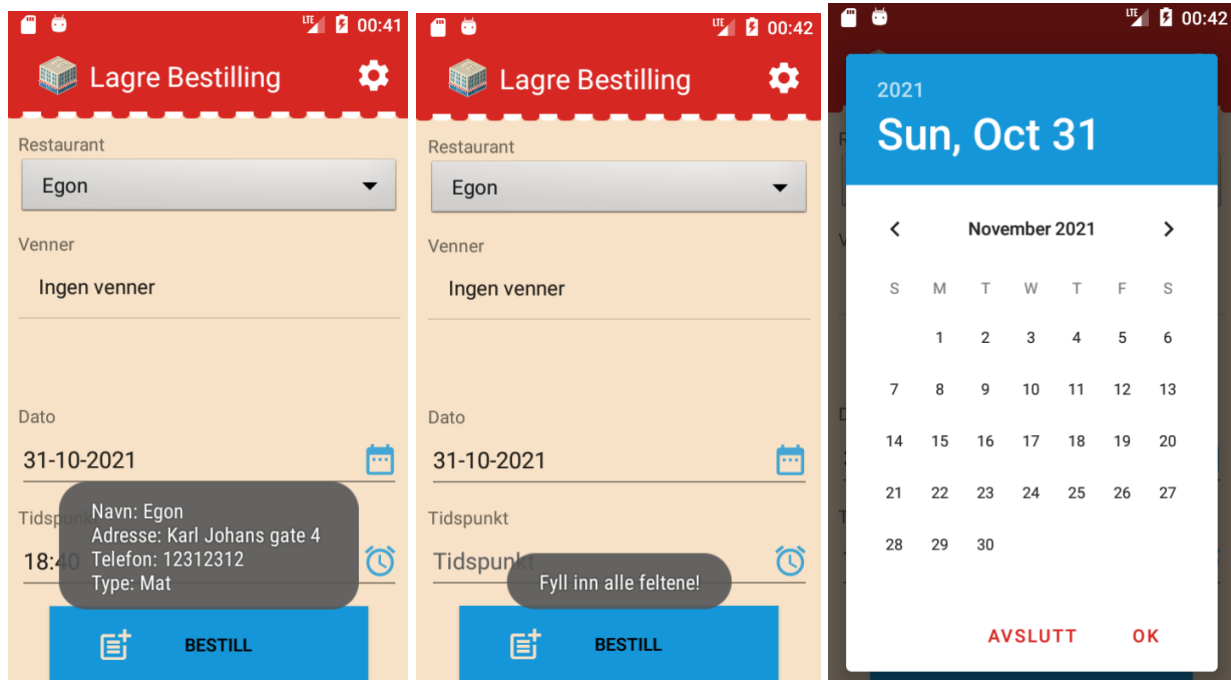 LTE 00:41
Lagre Bestilling
Restaurant
Egon
Venner
Ingen venner
Dato
31-10-2021
Tidspunkt
18:40
Navn: Egon
Adresse: Karl Johans gate 4
Telefon: 12312312
Type: Mat
BESTILL
LTE 00:42
Lagre Bestilling
Restaurant
Egon
Venner
Ingen venner
Dato
31-10-2021
Tidspunkt
Tidspunkt
Fyll inn alle feltene!
BESTILL
LTE 00:42
2021
Sun, Oct 31
November 2021
S M T W T F S
1 2 3 4 5 6
7 8 9 10 11 12 13
14 15 16 17 18 19 20
21 22 23 24 25 26 27
28 29 30
AVSLUTT OK